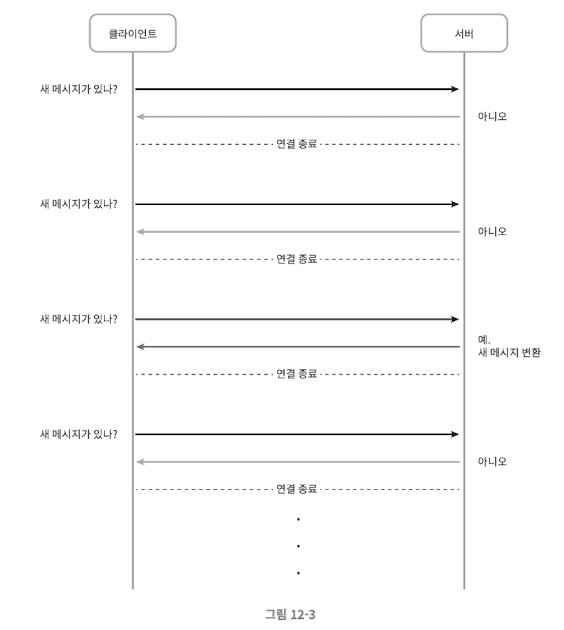 클라이언트
서버
새 메시지가 있나?
아니오
연결 종료
새 메시지가 있나?
아니오
연결 종료
새 메시지가 있나?
예.
새 메시지 변환
연결 종료
새 메시지가 있나?
아니오
연결 종료
그림 12-3